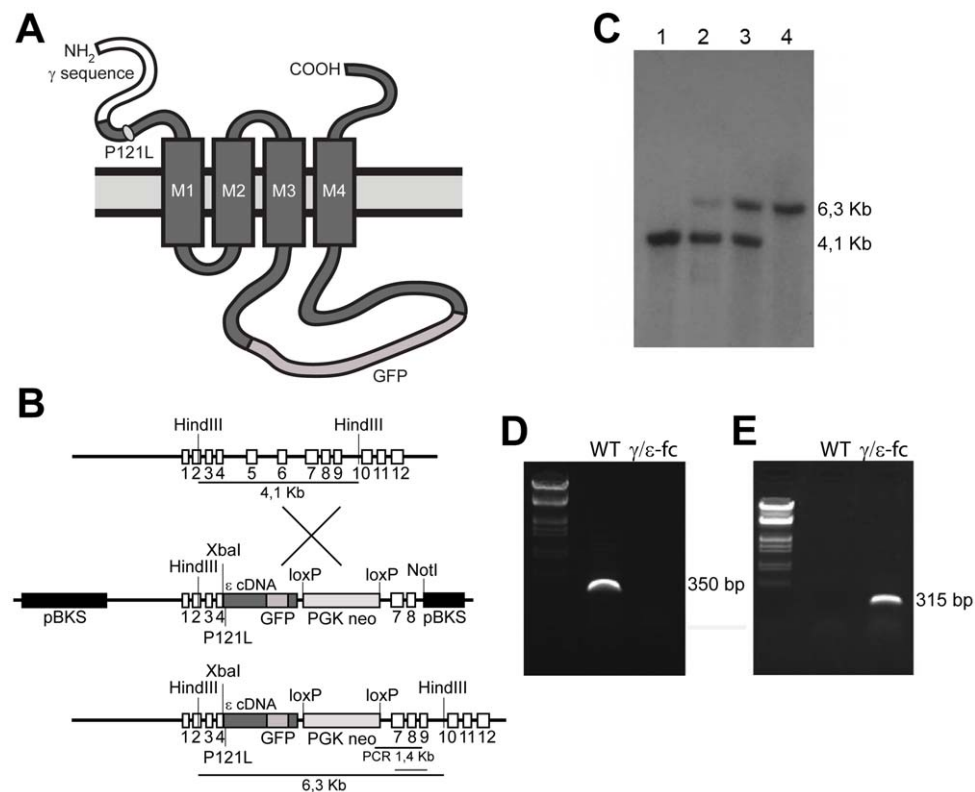 A
NH2
γ sequence
P121L
COOH
M1 M2 M3 M4
GFP
B
HindIII HindIII
1 2 3 4 5 6 7 8 9 10 11 12
4,1 Kb
XbaI
HindIII ε cDNA loxP loxP NotI
pBKS 1 2 3 4 GFP PGK neo 7 8 pBKS
P121L
XbaI
HindIII ε cDNA loxP loxP HindIII
1 2 3 4 GFP PGK neo 7 8 9 10 11 12
P121L
PCR 1,4 Kb
6,3 Kb
C
1 2 3 4
6,3 Kb
4,1 Kb
D
WT γ/ε-fc
350 bp
E
WT γ/ε-fc
315 bp